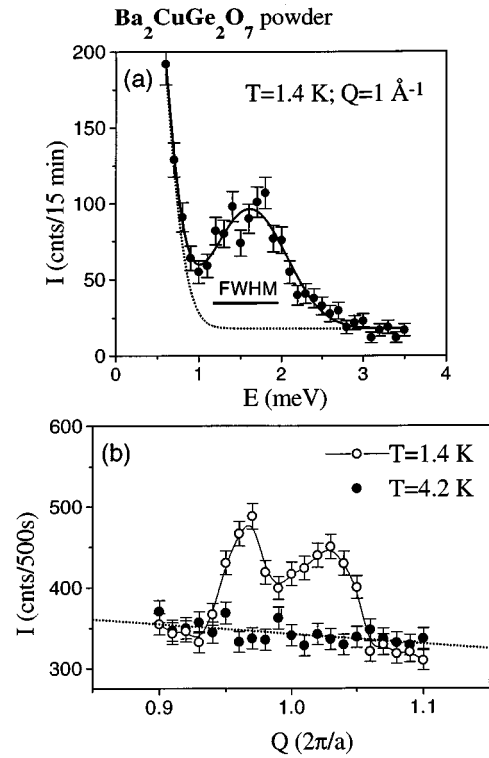 Ba₂CuGe₂O₇ powder
(a)
T=1.4 K; Q=1 Å⁻¹
I (cnts/15 min)
200
150
100
50
0
FWHM
0
1
2
3
4
E (meV)
(b)
T=1.4 K
T=4.2 K
I (cnts/500s)
600
500
400
300
0.9
1.0
1.1
Q (2π/a)